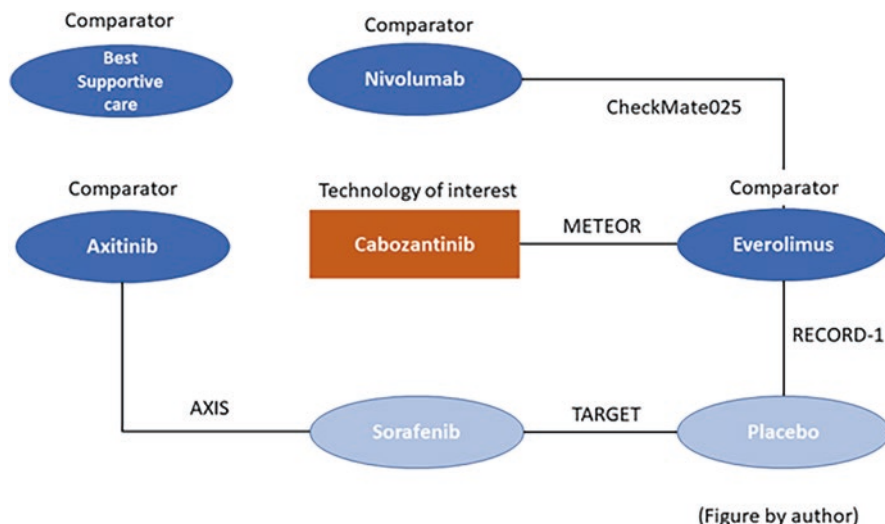 Comparator
Best
Supportive
care
Comparator
Nivolumab
CheckMate025
Comparator
Axitinib
Technology of interest
Cabozantinib
METEOR
Comparator
Everolimus
RECORD-1
AXIS
Sorafenib
TARGET
Placebo
(Figure by author)